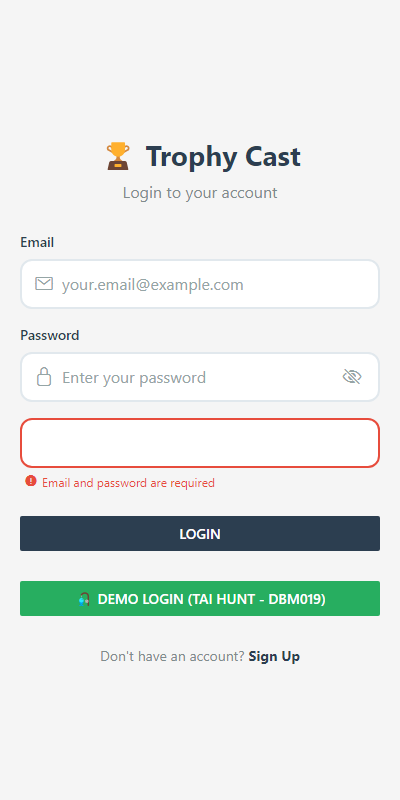 🏆 Trophy Cast
Login to your account
Email
your.email@example.com
Password
Enter your password
Email and password are required
LOGIN
🎣 DEMO LOGIN (TAI HUNT - DBM019)
Don't have an account? Sign Up